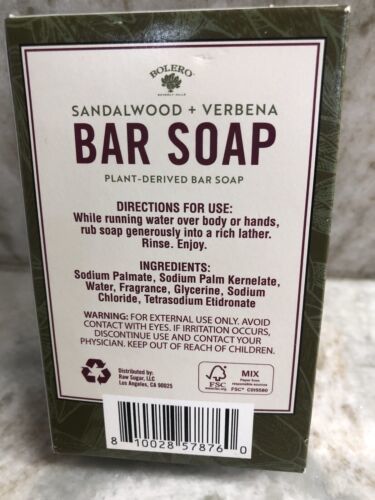 BOLERO
BEVERLY HILLS
SANDALWOOD + VERBENA
BAR SOAP
PLANT-DERIVED BAR SOAP
DIRECTIONS FOR USE:
While running water over body or hands,
rub soap generously into a rich lather.
Rinse. Enjoy.
INGREDIENTS:
Sodium Palmate, Sodium Palm Kernelate,
Water, Fragrance, Glycerine, Sodium
Chloride, Tetrasodium Etidronate
WARNING: FOR EXTERNAL USE ONLY. AVOID
CONTACT WITH EYES. IF IRRITATION OCCURS,
DISCONTINUE USE AND CONTACT YOUR
PHYSICIAN. KEEP OUT OF REACH OF CHILDREN.
Distributed by:
Raw Sugar, LLC
Los Angeles, CA 90025
FSC
www.fsc.org
MIX
Paper from
responsible sources
FSC® C015580
8 10028 57876 0